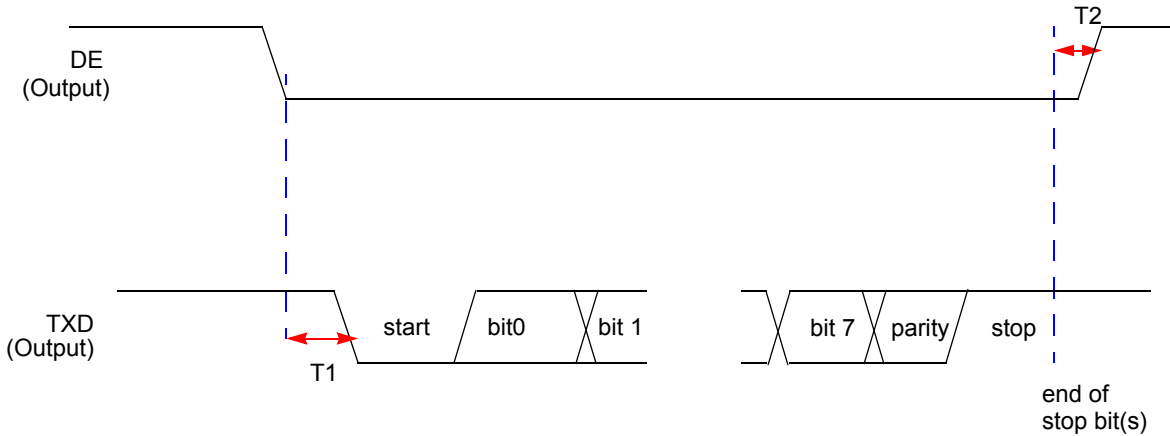 T2
DE
(Output)
TXD
(Output)
start
bit0
bit 1
bit 7
parity
stop
T1
end of
stop bit(s)